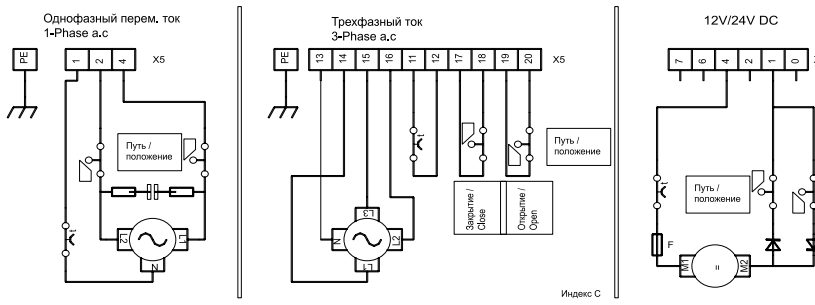 Однофазный перем. ток
1-Phase a.c
PE
1
2
4
X5
Путь /
положение
t
L2
L1
N
Трехфазный ток
3-Phase a.c
PE
13
14
15
16
11
12
17
18
19
20
X5
t
Путь /
положение
Закрытие /
Close
Открытие /
Open
L3
N
L2
L1
Индекс C
12V/24V DC
7
6
4
2
1
0
t
Путь /
положение
F
M1
=
M2